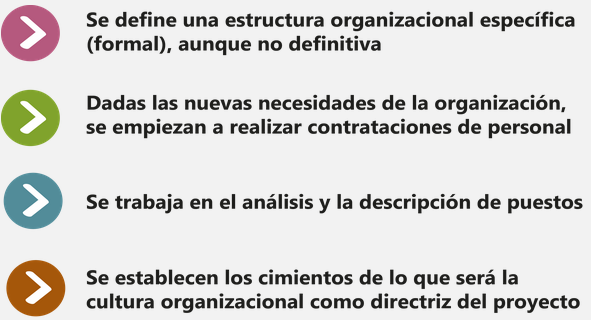 Se define una estructura organizacional específica
(formal), aunque no definitiva
Dadas las nuevas necesidades de la organización,
se empiezan a realizar contrataciones de personal
Se trabaja en el análisis y la descripción de puestos
Se establecen los cimientos de lo que será la
cultura organizacional como directriz del proyecto